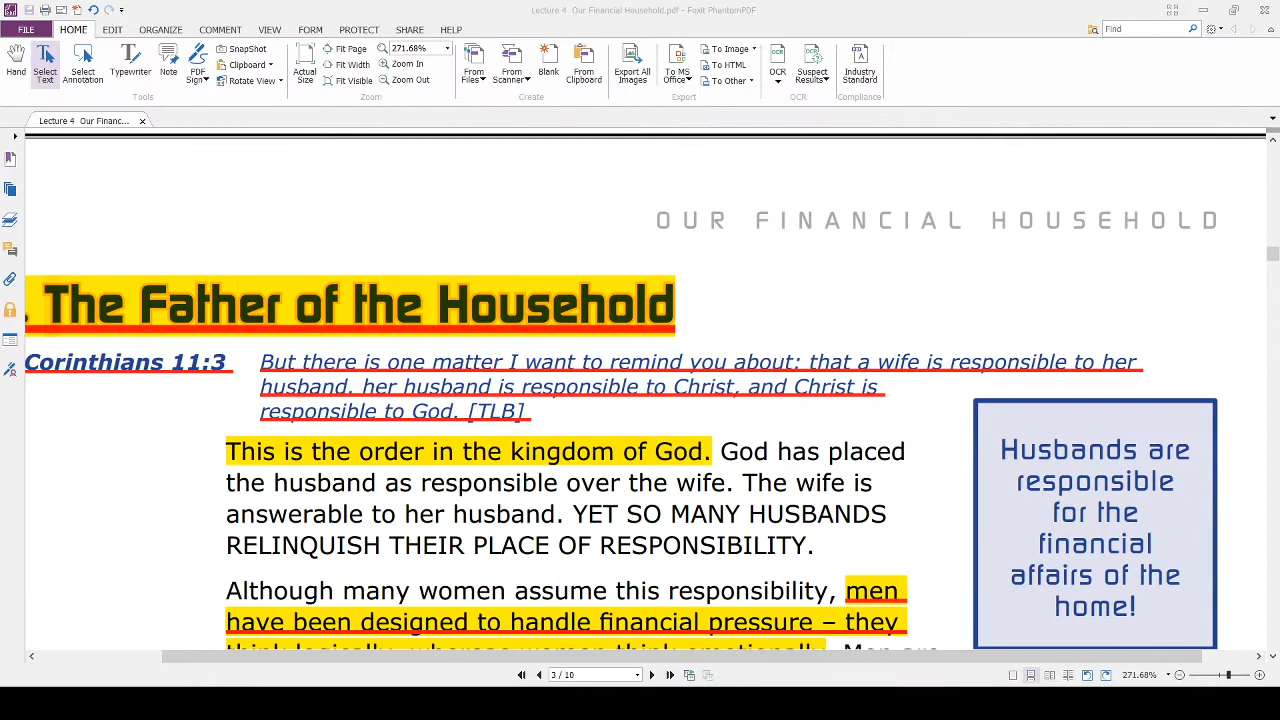 Lecture 4 Our Financial Household.pdf - Foxit PhantomPDF
FILE HOME EDIT ORGANIZE COMMENT VIEW FORM PROTECT SHARE HELP
Find
Hand
Select Text
Select Annotation
Typewriter
Note
PDF Sign
SnapShot
Clipboard
Rotate View
Tools
Actual Size
Fit Page
Fit Width
Fit Visible
271.68%
Zoom In
Zoom Out
Zoom
From Files
From Scanner
Blank
From Clipboard
Create
Export All Images
To MS Office
To Image
To HTML
To Other
Export
OCR
Suspect Results
OCR
Industry Standard
Compliance
Lecture 4 Our Financ...
OUR FINANCIAL HOUSEHOLD
. The Father of the Household
Corinthians 11:3 But there is one matter I want to remind you about: that a wife is responsible to her
husband, her husband is responsible to Christ, and Christ is
responsible to God. [TLB]
This is the order in the kingdom of God. God has placed
the husband as responsible over the wife. The wife is
answerable to her husband. YET SO MANY HUSBANDS
RELINQUISH THEIR PLACE OF RESPONSIBILITY.
Although many women assume this responsibility, men
have been designed to handle financial pressure – they
think logically, whereas women think emotionally. Men are
Husbands are
responsible
for the
financial
affairs of the
home!
3 / 10
271.68%